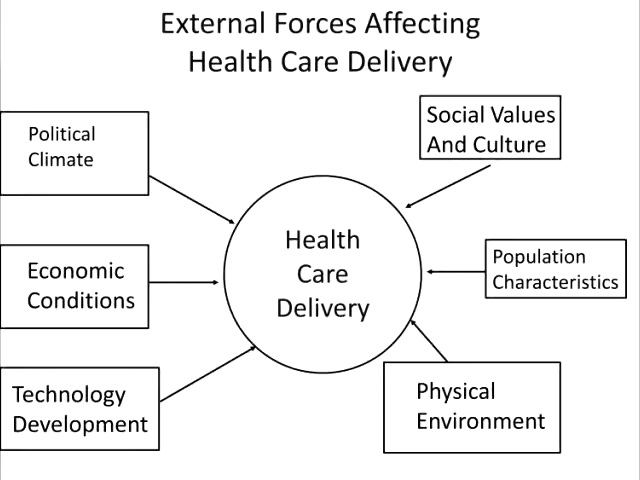 External Forces Affecting
Health Care Delivery
Political
Climate
Social Values
And Culture
Health
Care
Delivery
Economic
Conditions
Population
Characteristics
Technology
Development
Physical
Environment